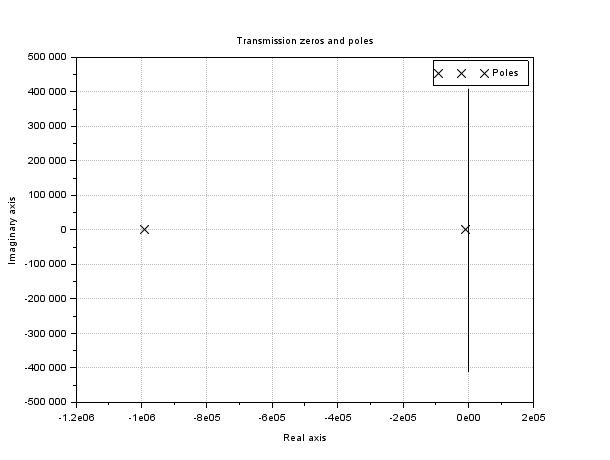 Transmission zeros and poles
Poles
500 000
400 000
300 000
200 000
100 000
0
-100 000
-200 000
-300 000
-400 000
-500 000
Imaginary axis
-1.2e06 -1e06 -8e05 -6e05 -4e05 -2e05 0e00 2e05
Real axis